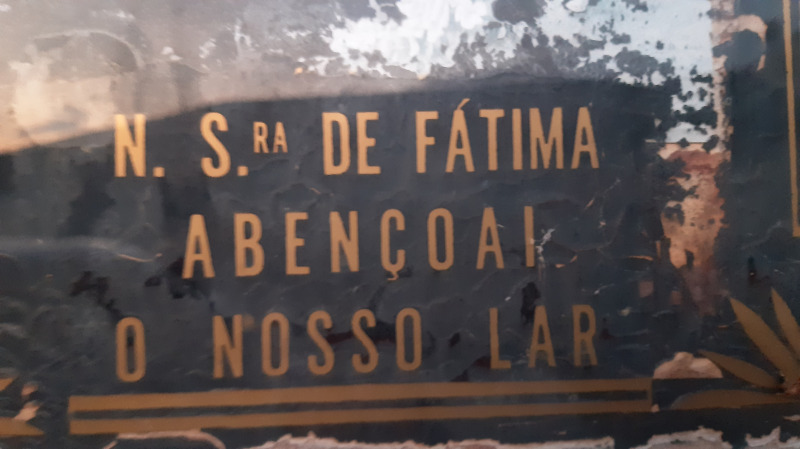 N. S.RA DE FÁTIMA
ABENÇOAI
O NOSSO LAR